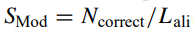 S_Mod = N_correct/L_ali